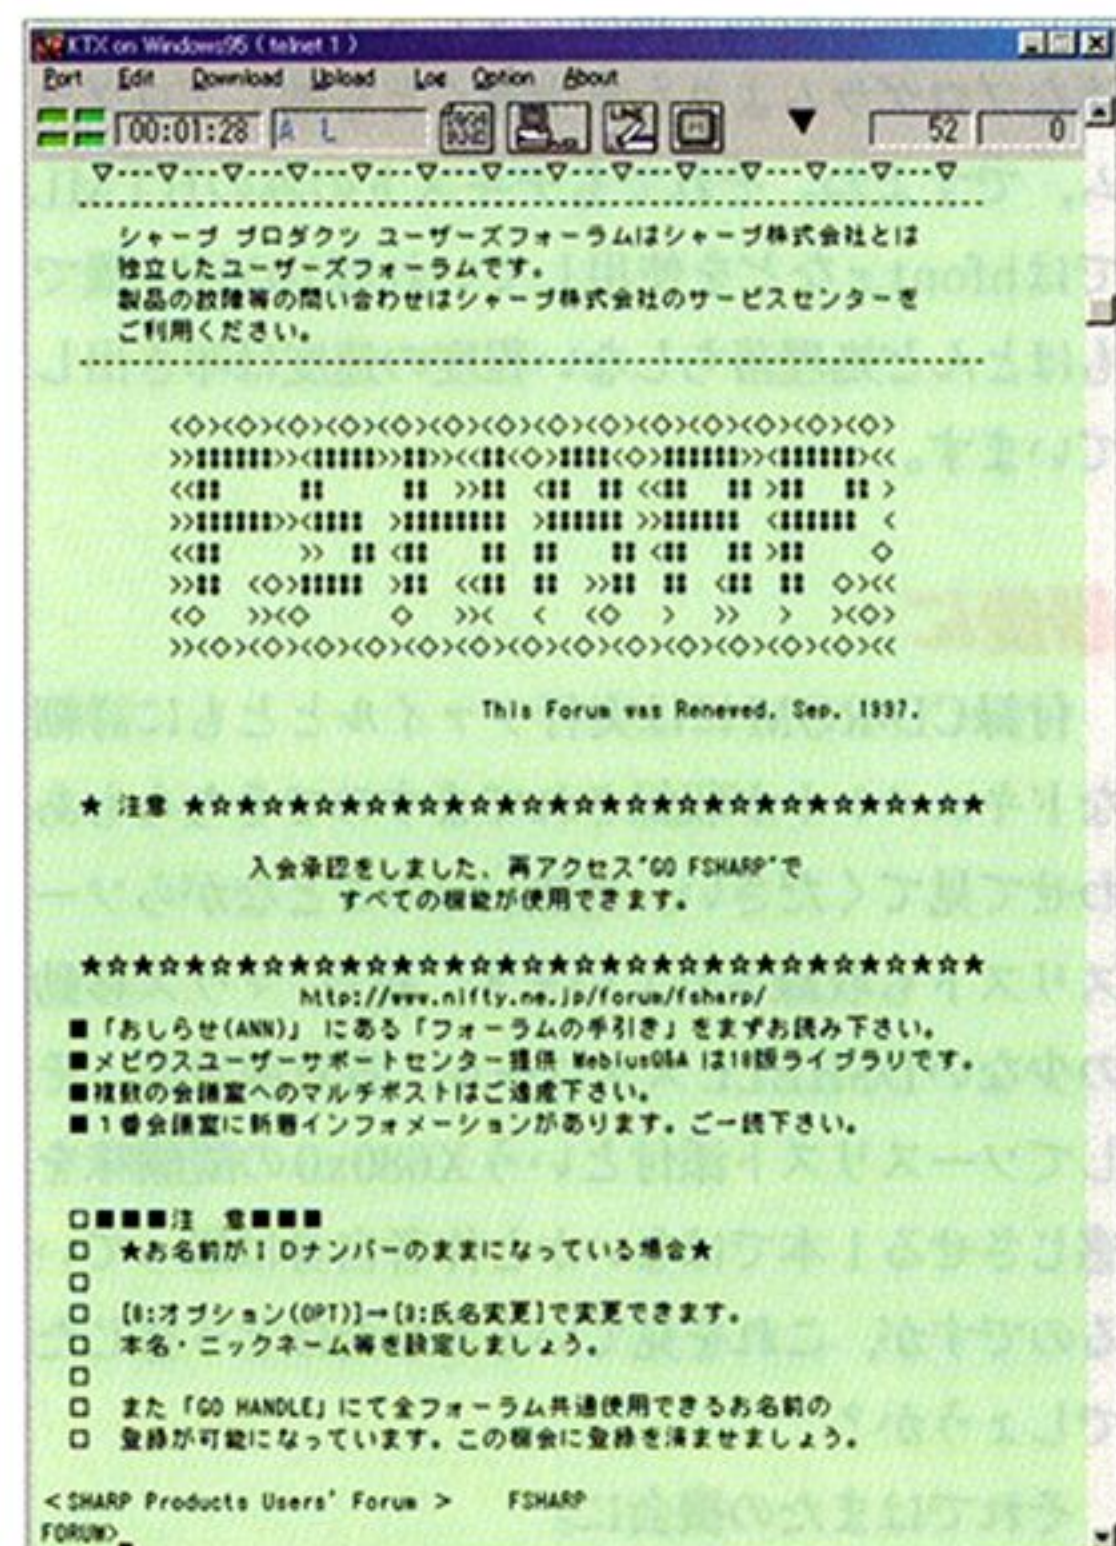 KTX on Windows95 ( telnet 1 )
Port Edit Download Upload Log Option About
00:01:28 A L 52 0
▽---▽---▽---▽---▽---▽---▽---▽---▽---▽---▽---▽---▽---▽
シャープ プロダクツ ユーザーズフォーラムはシャープ株式会社とは
独立したユーザーズフォーラムです。
製品の故障等の問い合わせはシャープ株式会社のサービスセンターを
ご利用ください。
FSHARP
This Forum was Renewed. Sep. 1997.
★ 注意 ★☆★☆★☆★☆★☆★☆★☆★☆★☆★☆★☆★☆★☆★☆★☆★
入会承認をしました、再アクセス"GO FSHARP"で
すべての機能が使用できます。
★☆★☆★☆★☆★☆★☆★☆★☆★☆★☆★☆★☆★☆★☆★☆★☆★☆★
http://www.nifty.ne.jp/forum/fsharp/
■「おしらせ(ANN)」 にある「フォーラムの手引き」をまずお読み下さい。
■メビウスユーザーサポートセンター提供 MebiusQ&A は18版ライブラリです。
■複数の会議室へのマルチポストはご遠慮下さい。
■1番会議室に新着インフォメーションがあります。ご一読下さい。
□■■■注 意■■■
□ ★お名前がIDナンバーのままになっている場合★
□
□ [8:オプション(OPT)]→[3:氏名変更]で変更できます。
□ 本名・ニックネーム等を設定しましょう。
□
□ また「GO HANDLE」にて全フォーラム共通使用できるお名前の
□ 登録が可能になっています。この機会に登録を済ませましょう。
< SHARP Products Users' Forum > FSHARP
FORUM>_